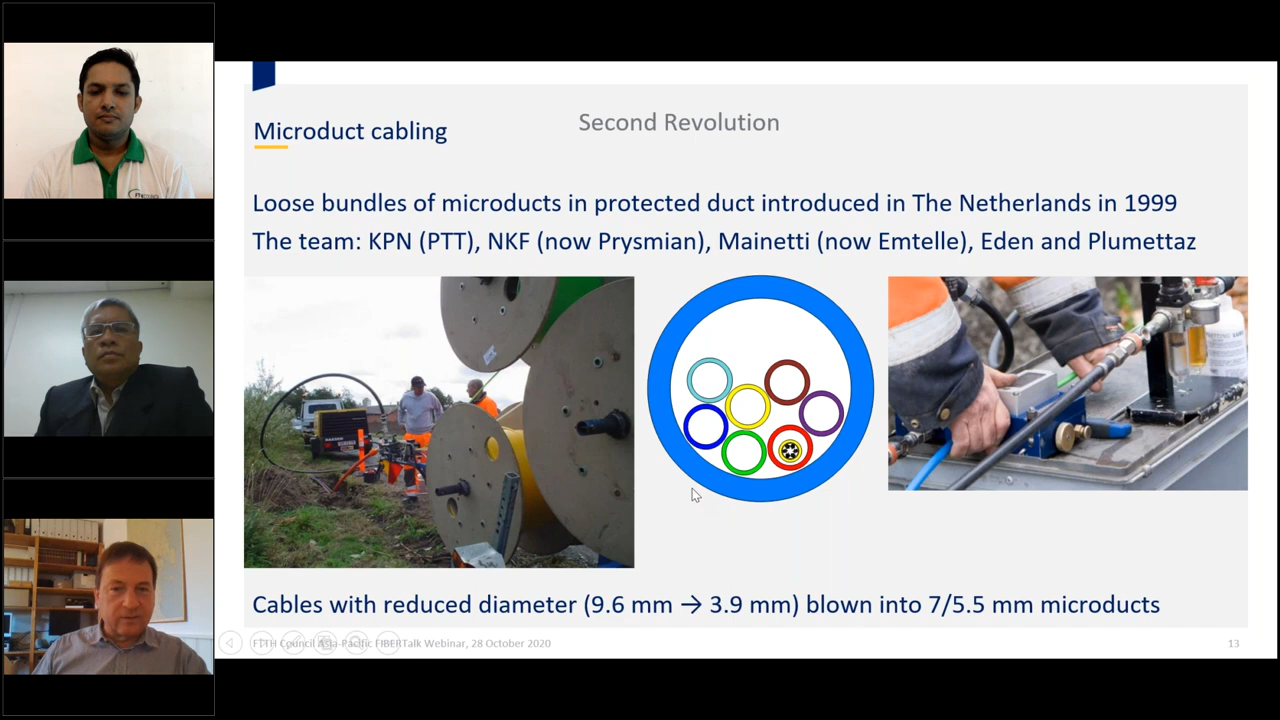 Microduct cabling
Second Revolution
Loose bundles of microducts in protected duct introduced in The Netherlands in 1999
The team: KPN (PTT), NKF (now Prysmian), Mainetti (now Emtelle), Eden and Plumettaz
Cables with reduced diameter (9.6 mm → 3.9 mm) blown into 7/5.5 mm microducts
FTTH Council Asia-Pacific FIBERTalk Webinar, 28 October 2020
13